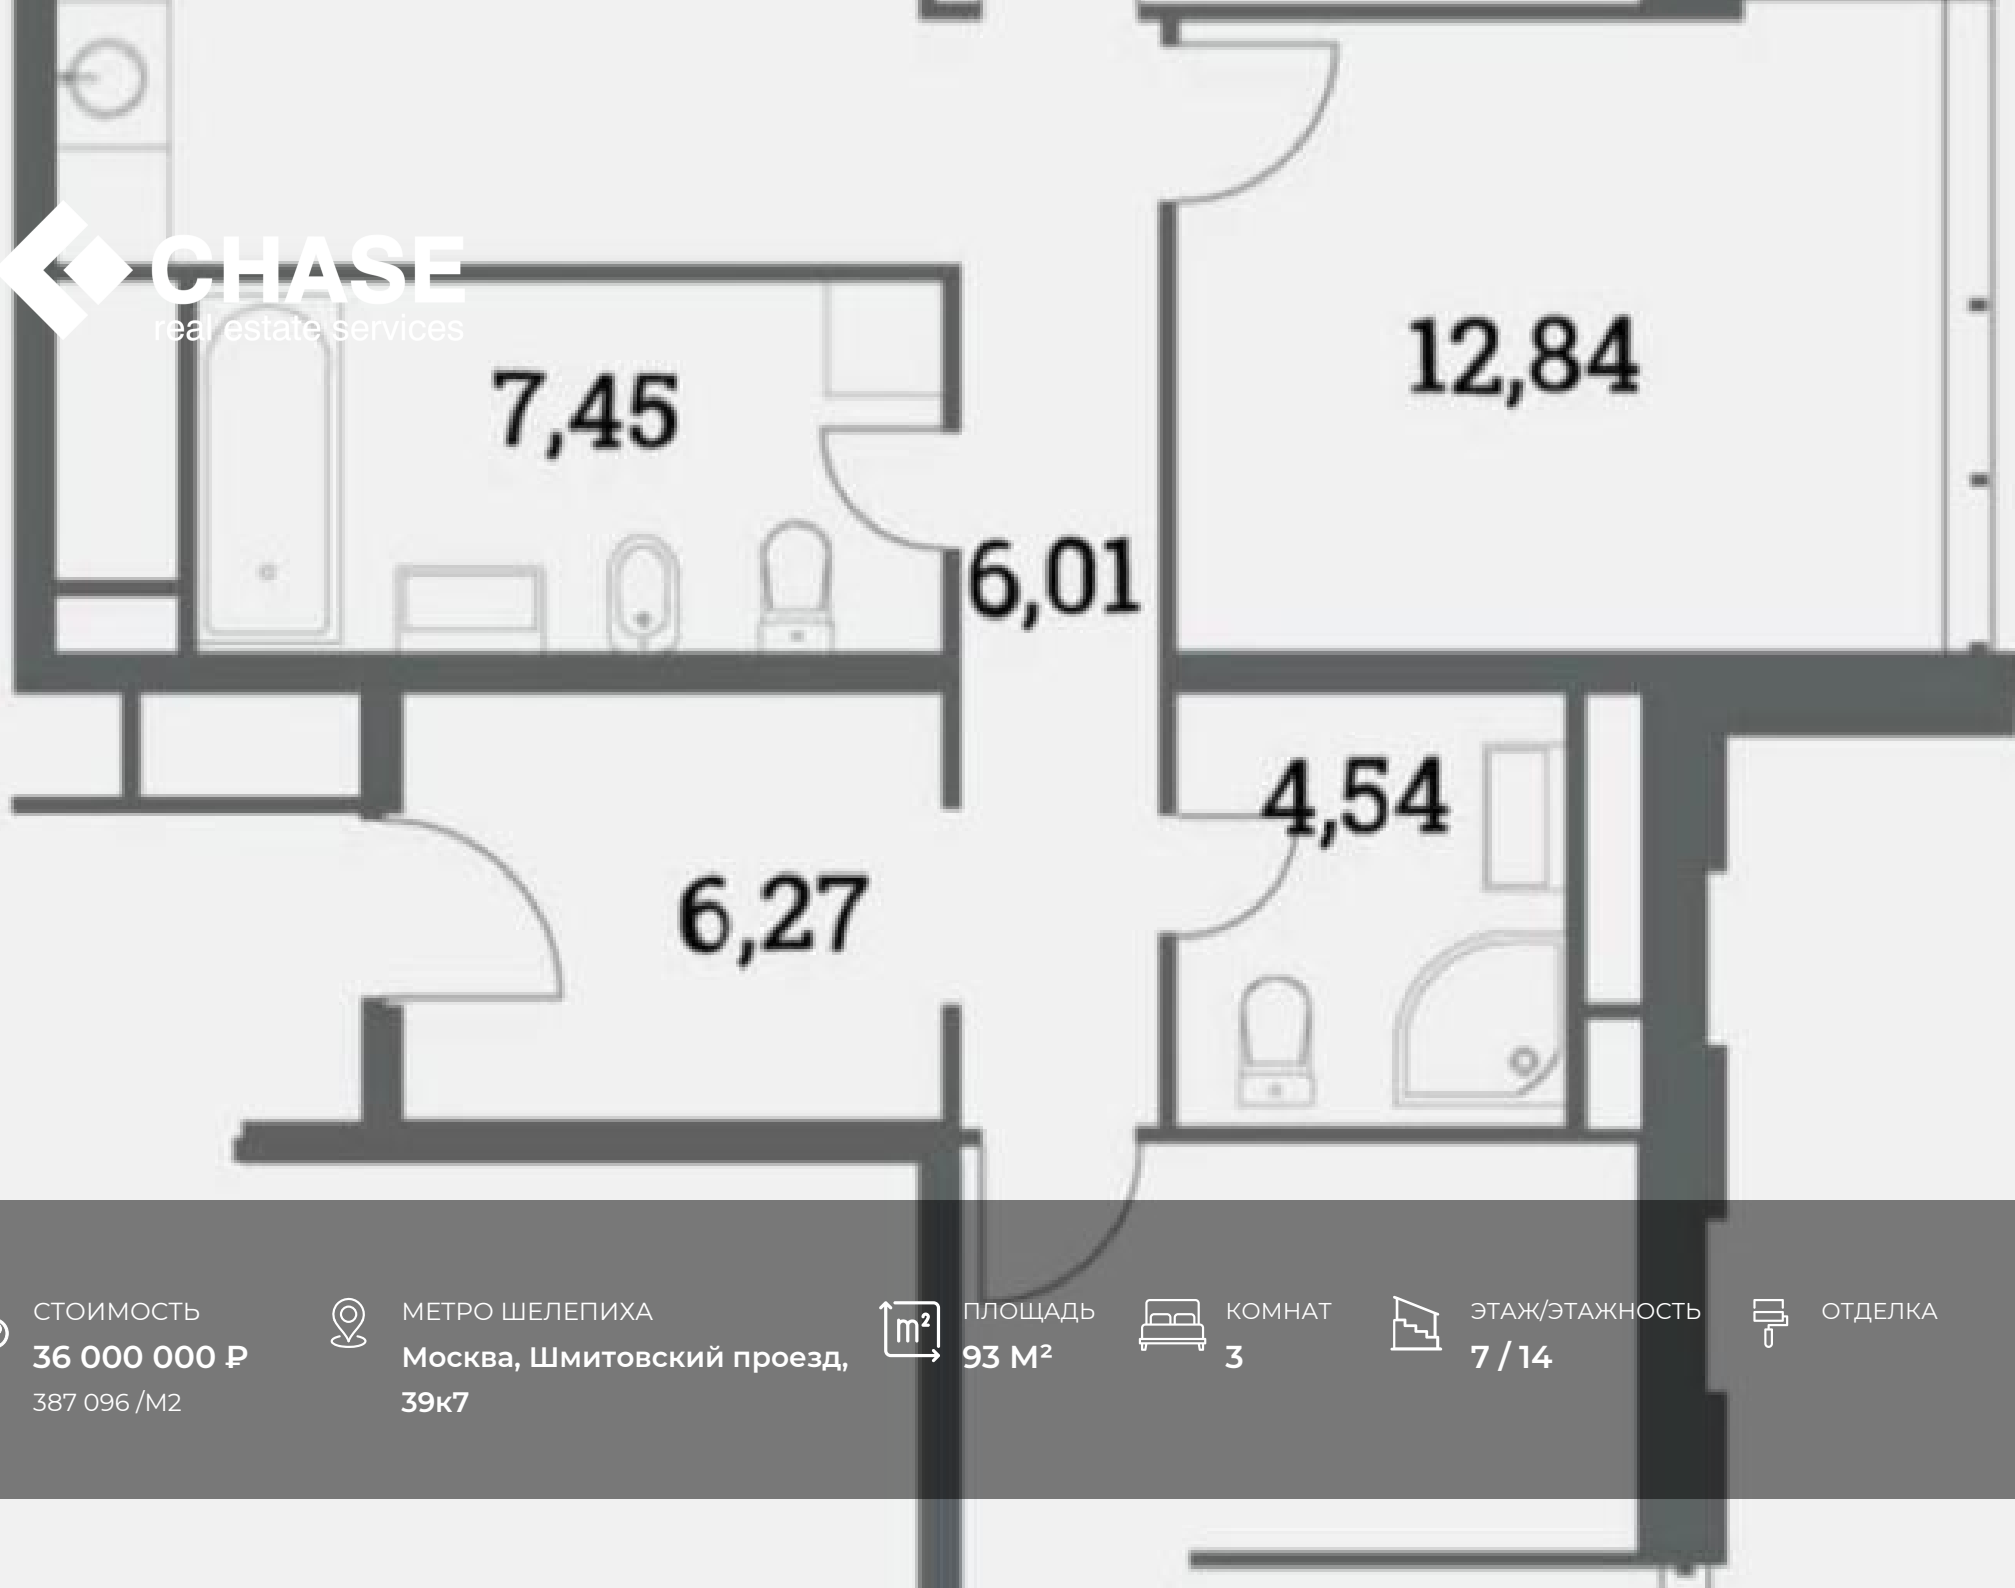 CHASE
real estate services
12,84
7,45
6,01
4,54
6,27
СТОИМОСТЬ
36 000 000 ₽
387 096 /М2
МЕТРО ШЕЛЕПИХА
Москва, Шмитовский проезд,
39к7
m²
ПЛОЩАДЬ
93 М²
КОМНАТ
3
ЭТАЖ/ЭТАЖНОСТЬ
7 / 14
ОТДЕЛКА